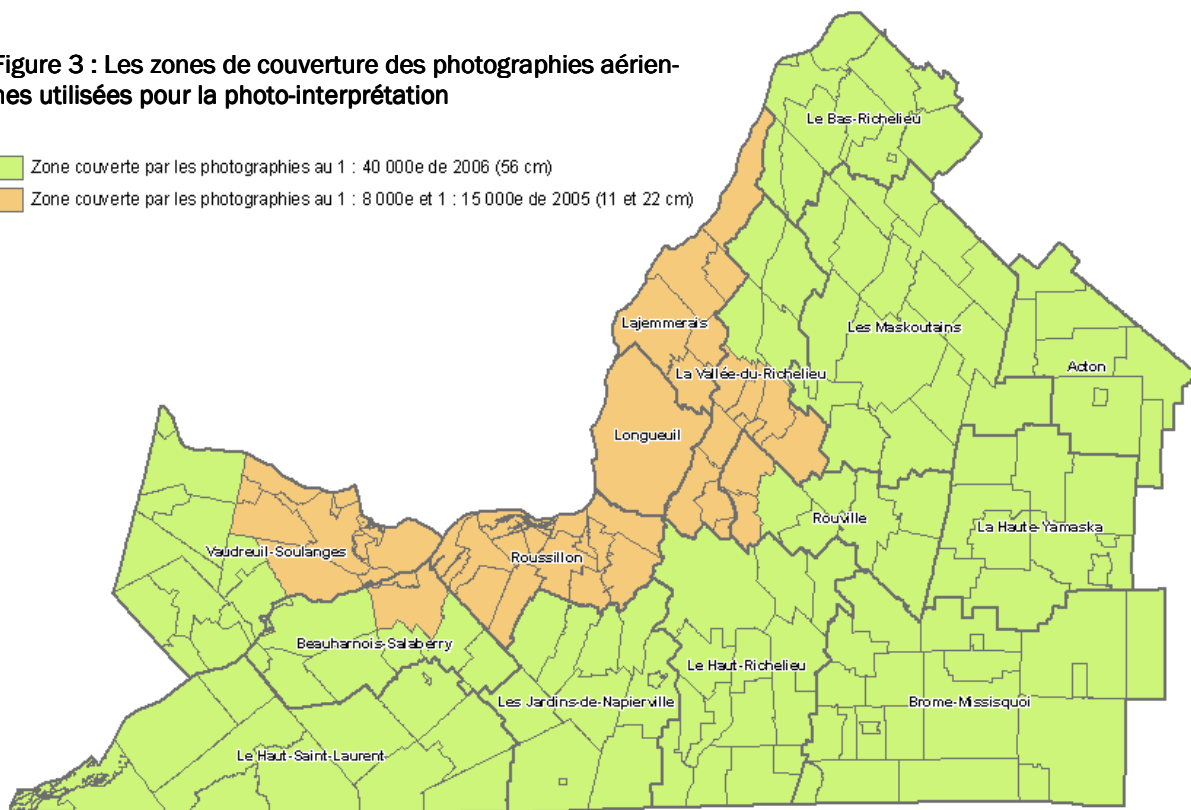 Figure 3 : Les zones de couverture des photographies aérien-
nes utilisées pour la photo-interprétation
Zone couverte par les photographies au 1 : 40 000e de 2006 (56 cm)
Zone couverte par les photographies au 1 : 8 000e et 1 : 15 000e de 2005 (11 et 22 cm)
Le Bas-Richelieu
Lajemmerais
Les Maskoutains
Acton
La Vallée-du-Richelieu
Longueuil
Rouville
La Haute-Yamaska
Vaudreuil-Soulanges
Roussillon
Beauharnois-Salaberry
Le Haut-Richelieu
Les Jardins-de-Napierville
Brome-Missisquoi
Le Haut-Saint-Laurent